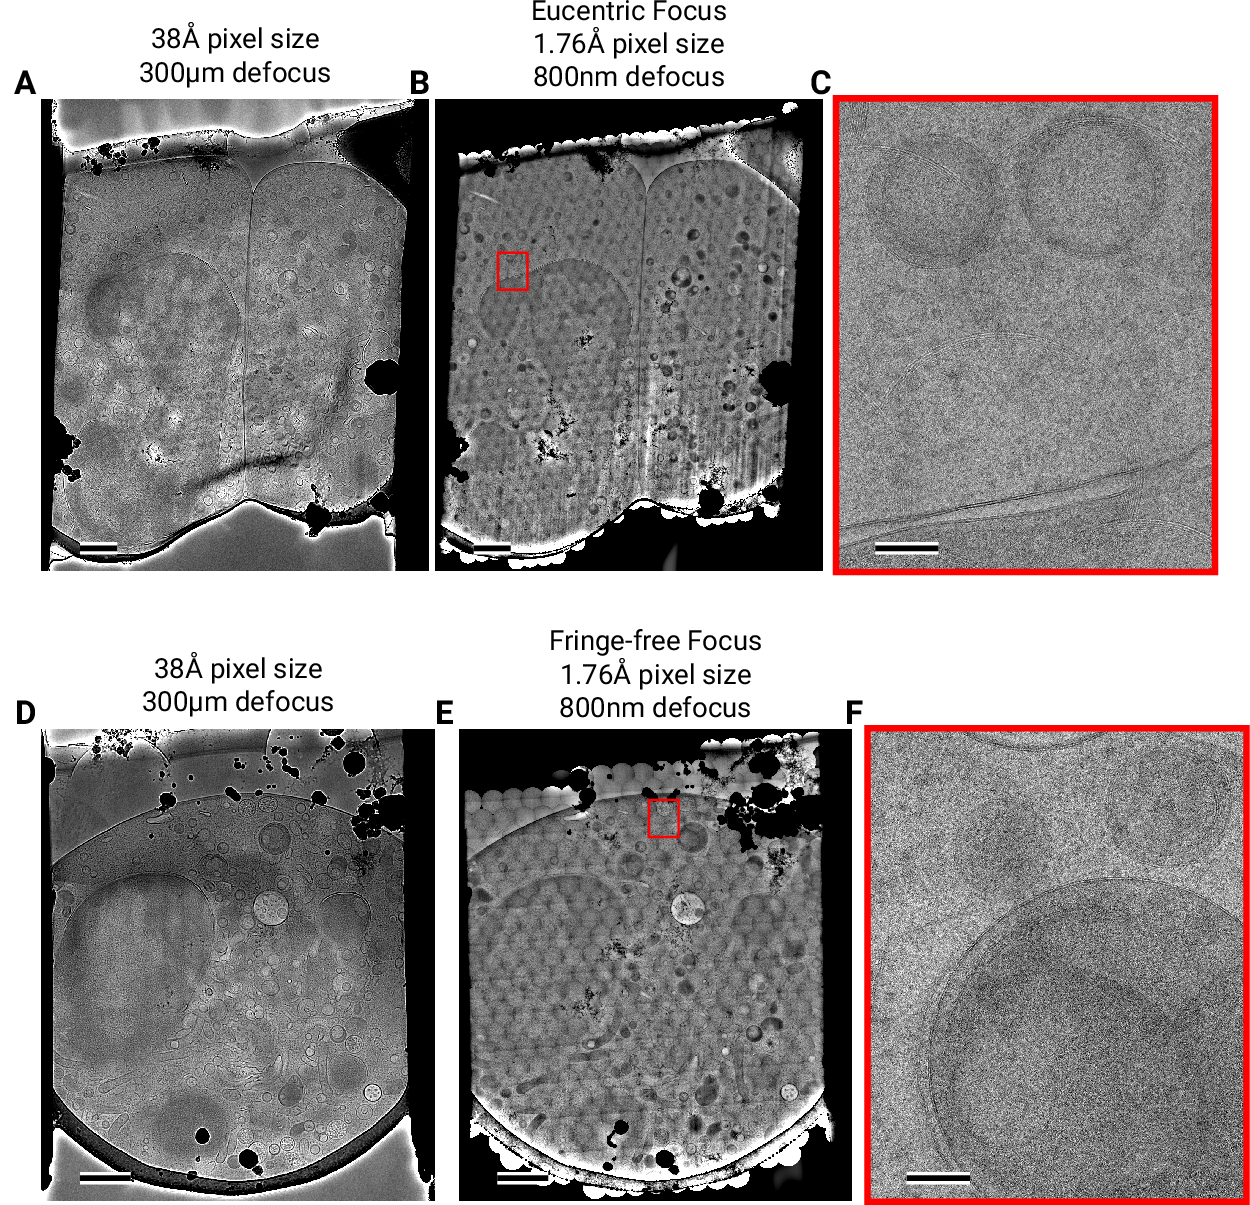 38Å pixel size
300µm defocus
Eucentric Focus
1.76Å pixel size
800nm defocus
A
B
C
38Å pixel size
300µm defocus
Fringe-free Focus
1.76Å pixel size
800nm defocus
D
E
F